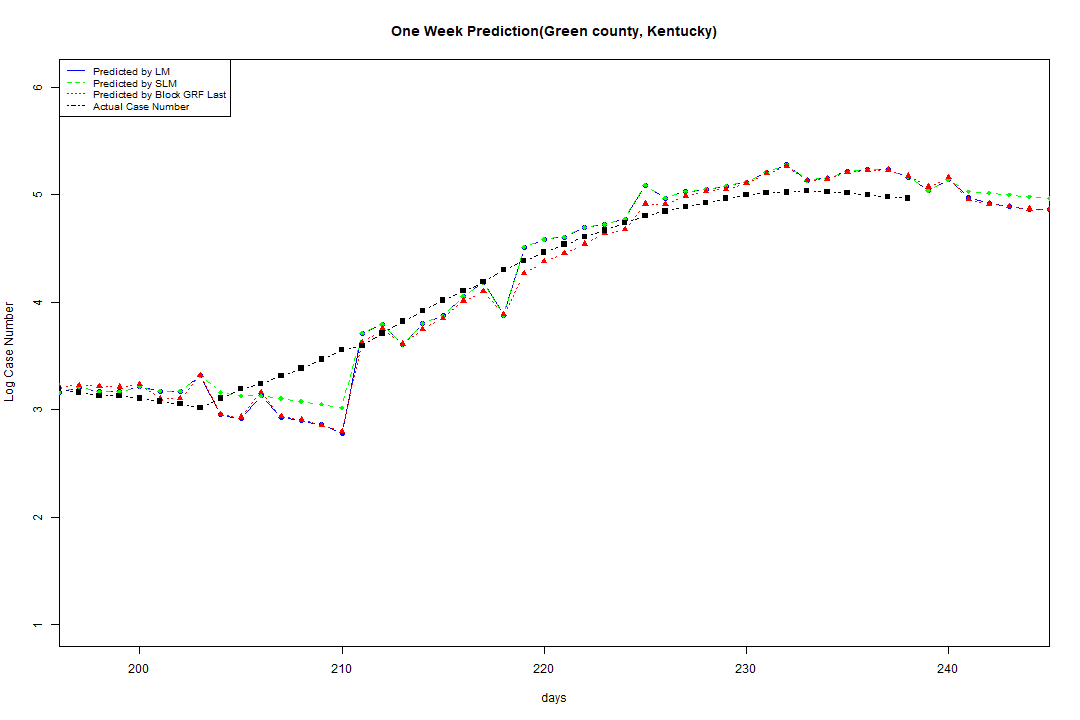 One Week Prediction(Green county, Kentucky)
Predicted by LM
Predicted by SLM
Predicted by Block GRF Last
Actual Case Number
6
5
4
3
2
1
Log Case Number
200 210 220 230 240
days